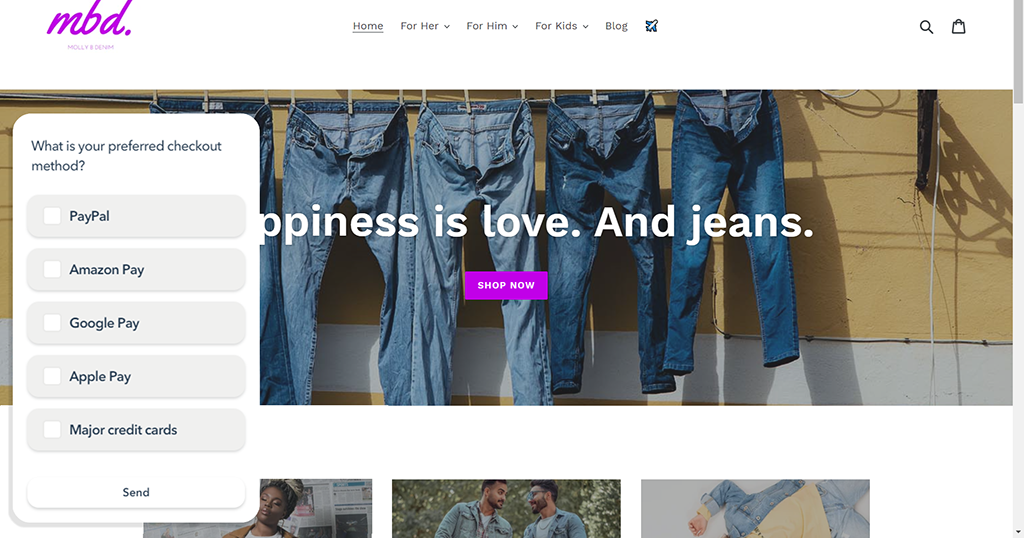 mbd.
MOLLY & DENIM
Home For Her For Him For Kids Blog
What is your preferred checkout
method?
PayPal
Amazon Pay
Google Pay
Apple Pay
Major credit cards
Send
ppiness is love. And jeans.
SHOP NOW